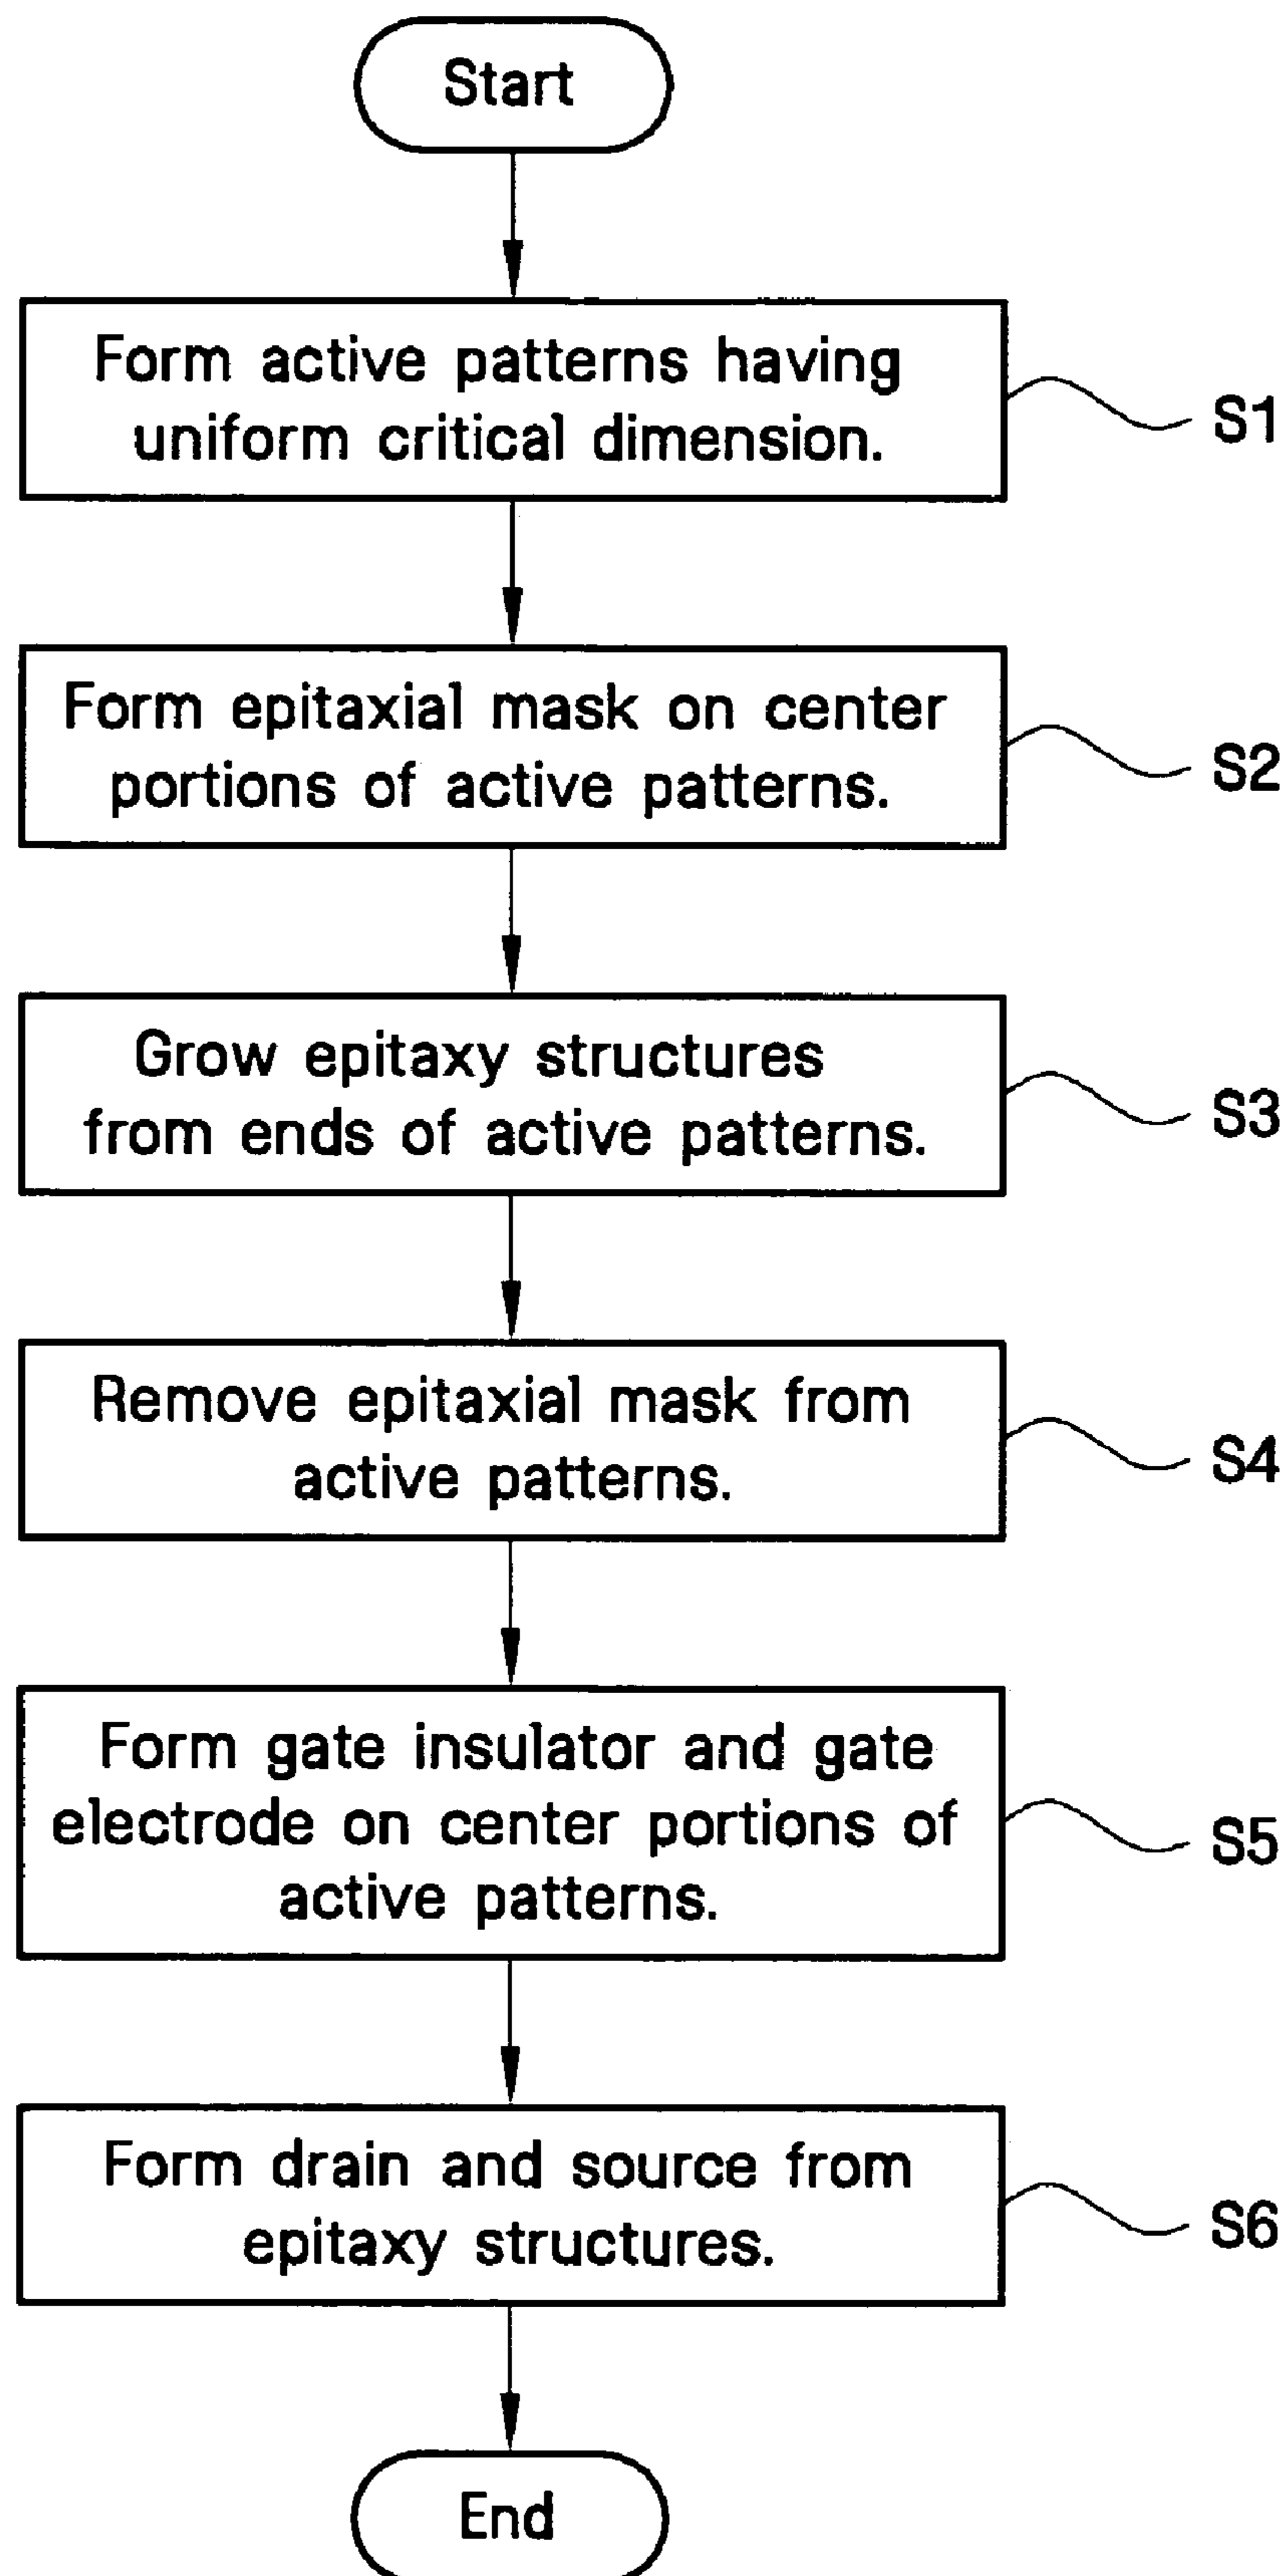 Start
Form active patterns having
uniform critical dimension.
S1
Form epitaxial mask on center
portions of active patterns.
S2
Grow epitaxy structures
from ends of active patterns.
S3
Remove epitaxial mask from
active patterns.
S4
Form gate insulator and gate
electrode on center portions of
active patterns.
S5
Form drain and source from
epitaxy structures.
S6
End